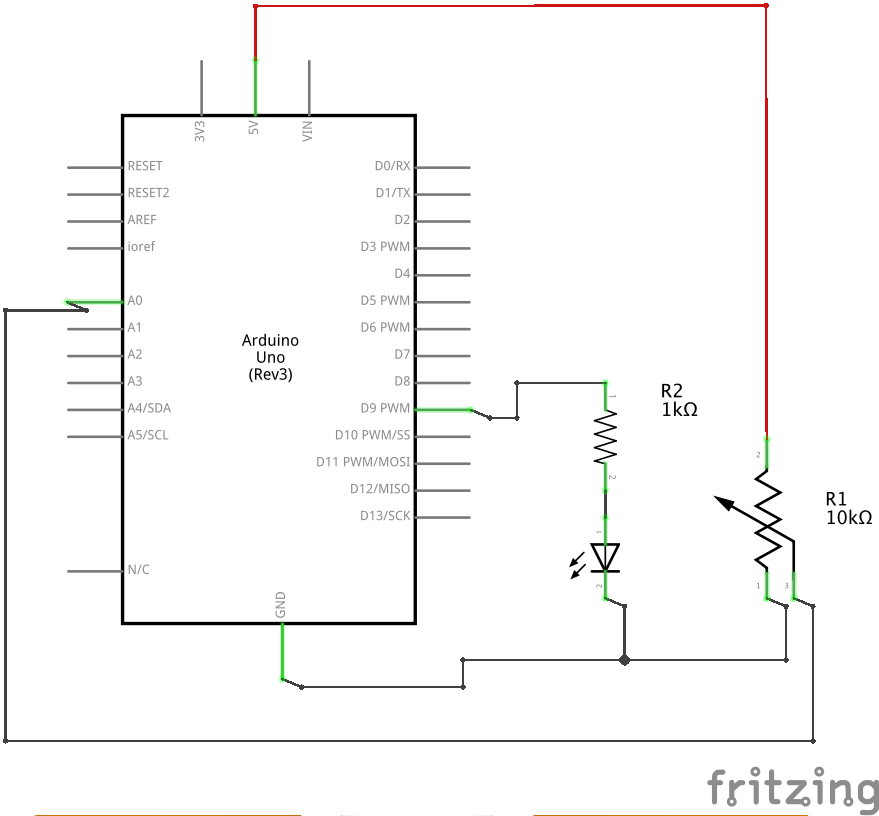 3V3
5V
VIN
RESET
RESET2
AREF
ioref
A0
A1
A2
A3
A4/SDA
A5/SCL
N/C
Arduino
Uno
(Rev3)
D0/RX
D1/TX
D2
D3 PWM
D4
D5 PWM
D6 PWM
D7
D8
D9 PWM
D10 PWM/SS
D11 PWM/MOSI
D12/MISO
D13/SCK
GND
R2
1kΩ
1
2
1
2
R1
10kΩ
2
1
3
fritzing